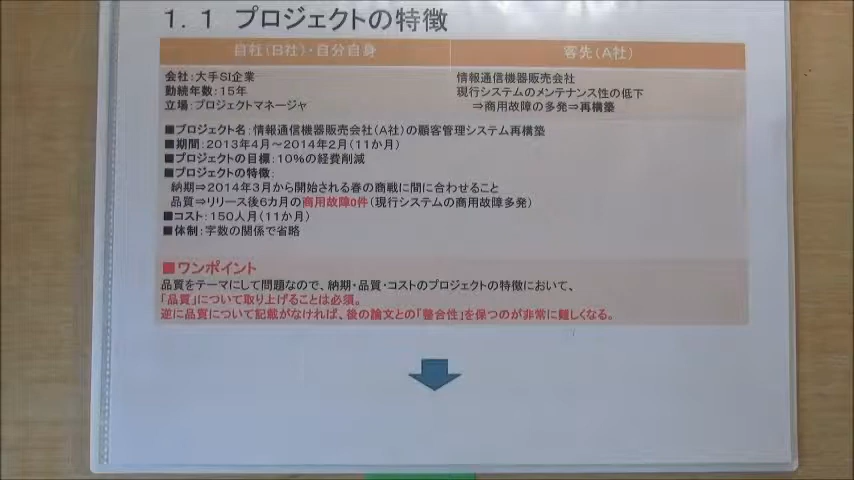 1.1 プロジェクトの特徴
自社(B社)・自分自身
客先(A社)
会社:大手SI企業
勤続年数:15年
立場:プロジェクトマネージャ
情報通信機器販売会社
現行システムのメンテナンス性の低下
⇒商用故障の多発⇒再構築
■プロジェクト名:情報通信機器販売会社(A社)の顧客管理システム再構築
■期間:2013年4月~2014年2月(11か月)
■プロジェクトの目標:10%の経費削減
■プロジェクトの特徴:
納期⇒2014年3月から開始される春の商戦に間に合わせること
品質⇒リリース後6カ月の商用故障0件(現行システムの商用故障多発)
■コスト:150人月(11か月)
■体制:字数の関係で省略
■ワンポイント
品質をテーマにして問題なので、納期・品質・コストのプロジェクトの特徴において、
「品質」について取り上げることは必須。
逆に品質について記載がなければ、後の論文との「整合性」を保つのが非常に難しくなる。